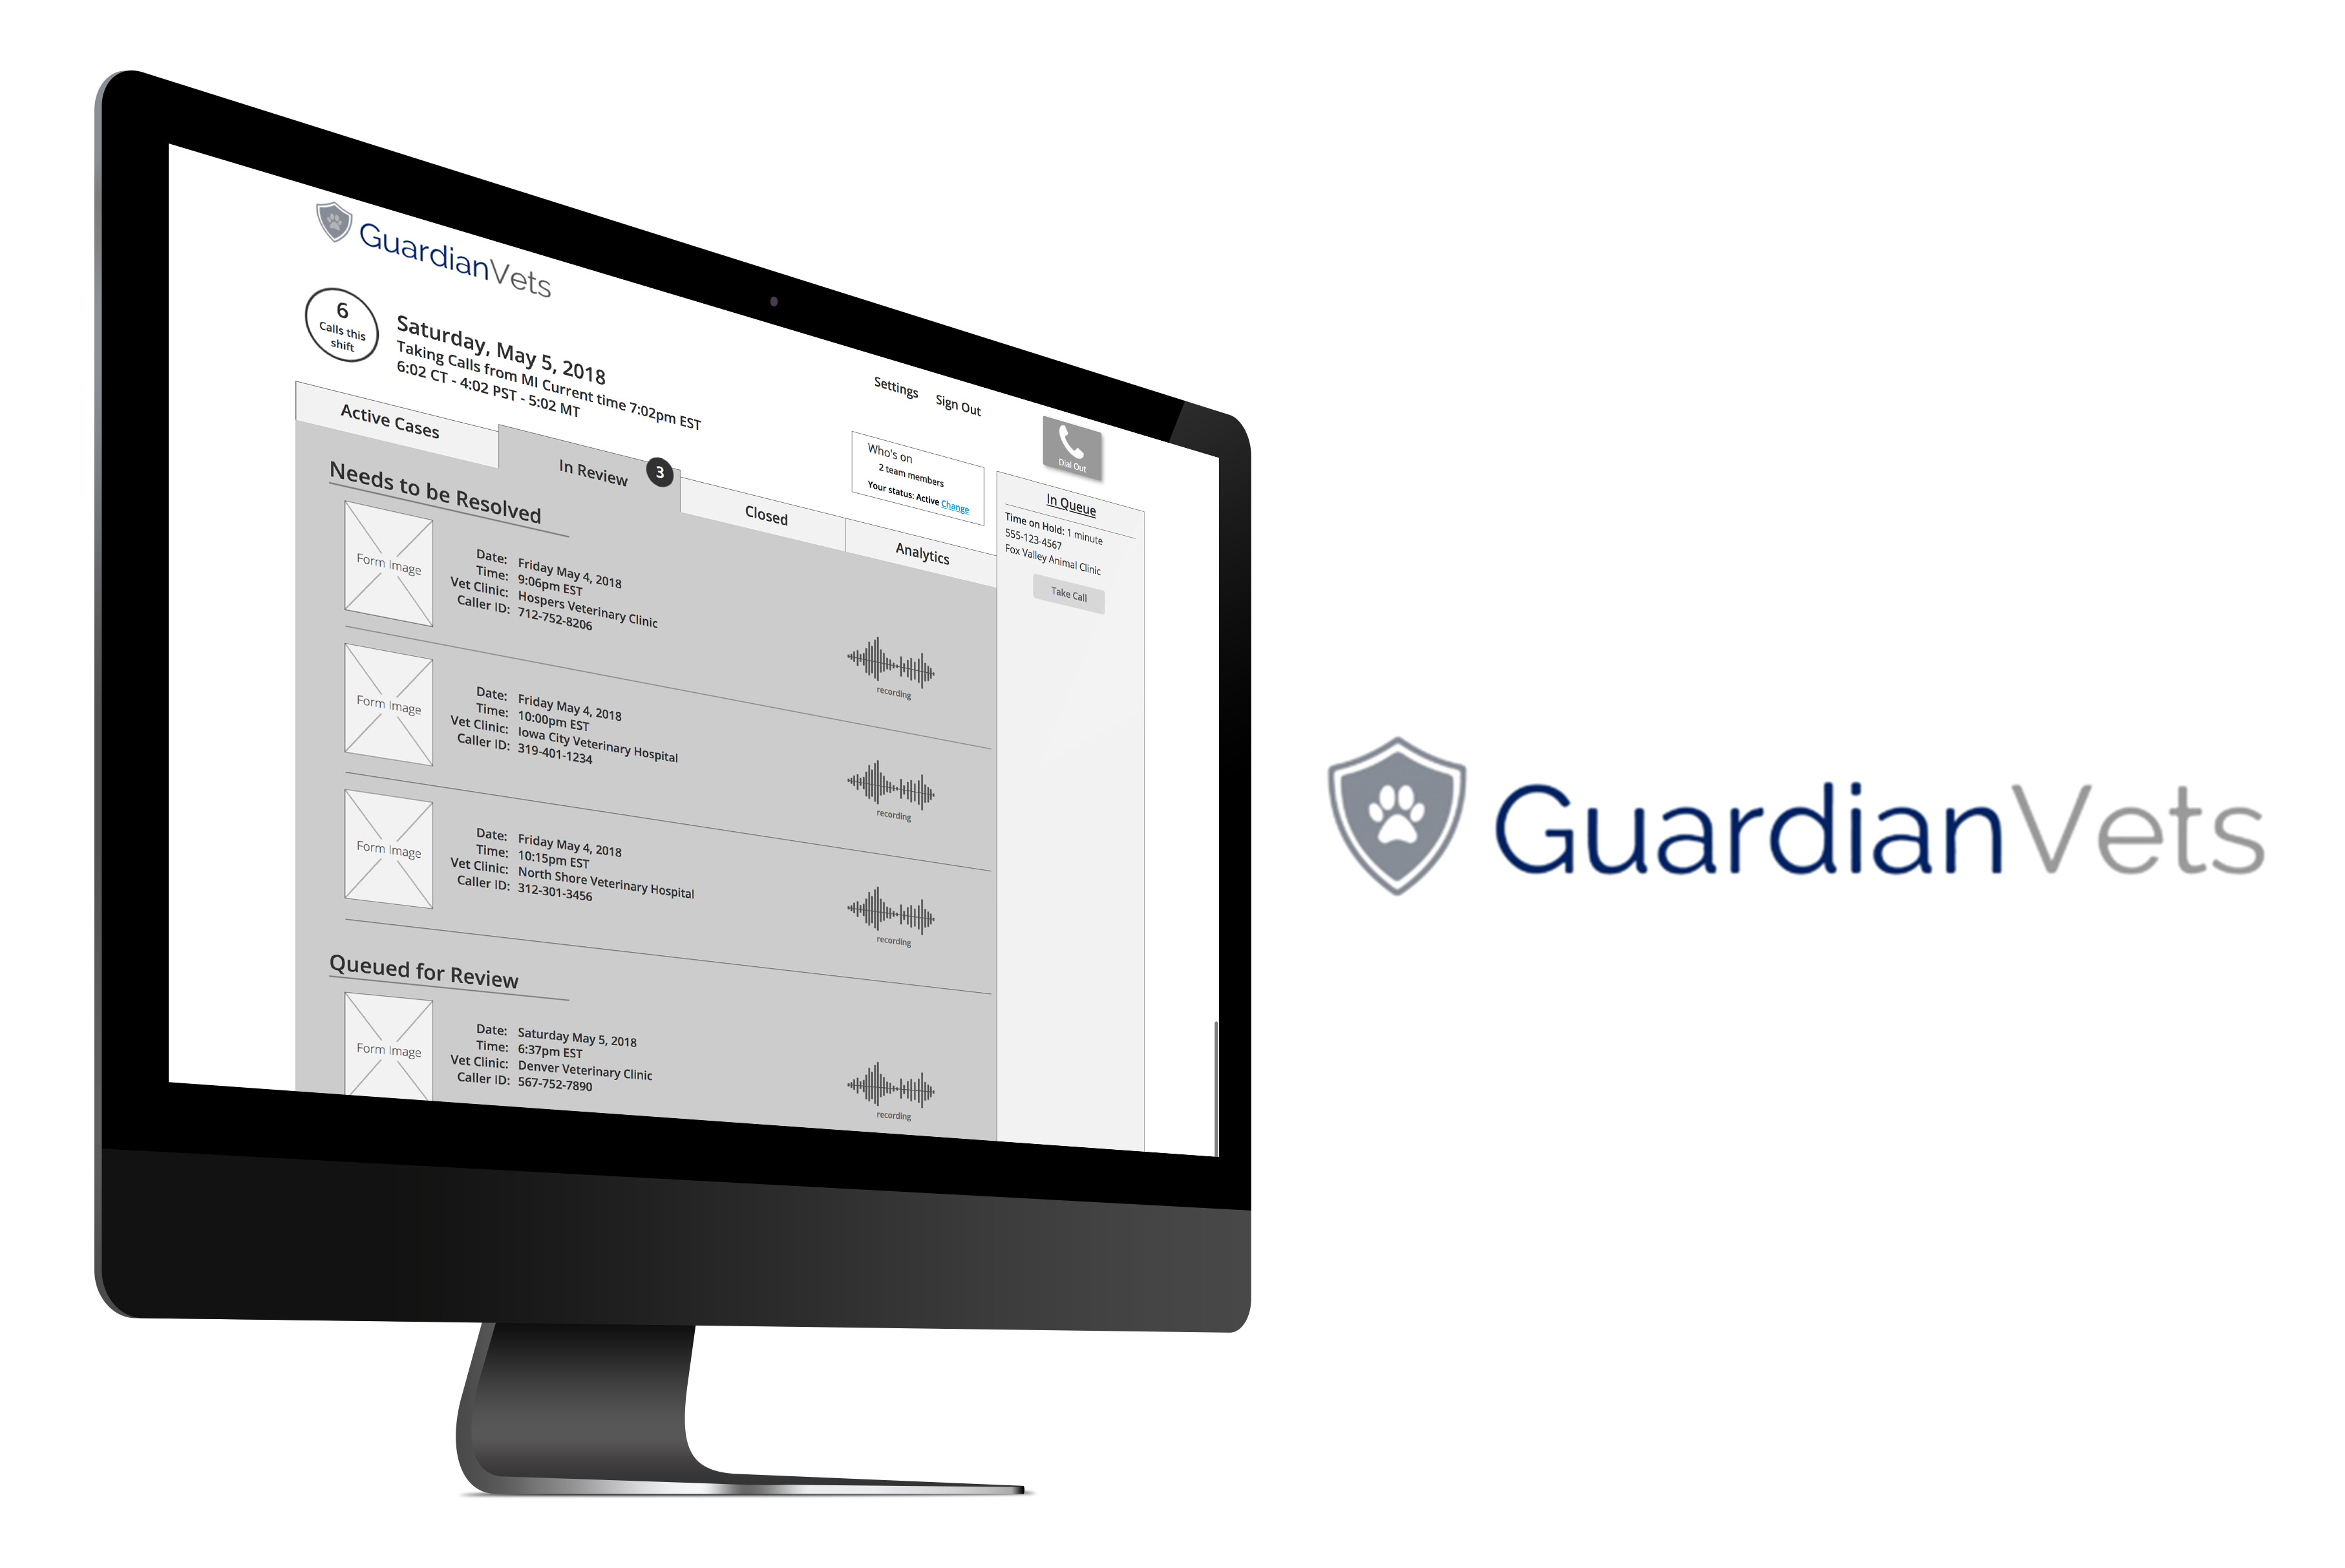 GuardianVets
6
Calls this
shift
Saturday, May 5, 2018
Taking Calls from MI Current time 7:02pm EST
6:02 CT - 4:02 PST - 5:02 MT
Settings
Sign Out
Dial Out
Who's on
2 team members
Your status: Active Change
Active Cases
In Review
3
Closed
Analytics
In Queue
Time on Hold: 1 minute
555-123-4567
Fox Valley Animal Clinic
Take Call
Needs to be Resolved
Form Image
Date: Friday May 4, 2018
Time: 9:06pm EST
Vet Clinic: Hospers Veterinary Clinic
Caller ID: 712-752-8206
recording
Form Image
Date: Friday May 4, 2018
Time: 10:00pm EST
Vet Clinic: Iowa City Veterinary Hospital
Caller ID: 319-401-1234
recording
Form Image
Date: Friday May 4, 2018
Time: 10:15pm EST
Vet Clinic: North Shore Veterinary Hospital
Caller ID: 312-301-3456
recording
Queued for Review
Form Image
Date: Saturday May 5, 2018
Time: 6:37pm EST
Vet Clinic: Denver Veterinary Clinic
Caller ID: 567-752-7890
recording
GuardianVets